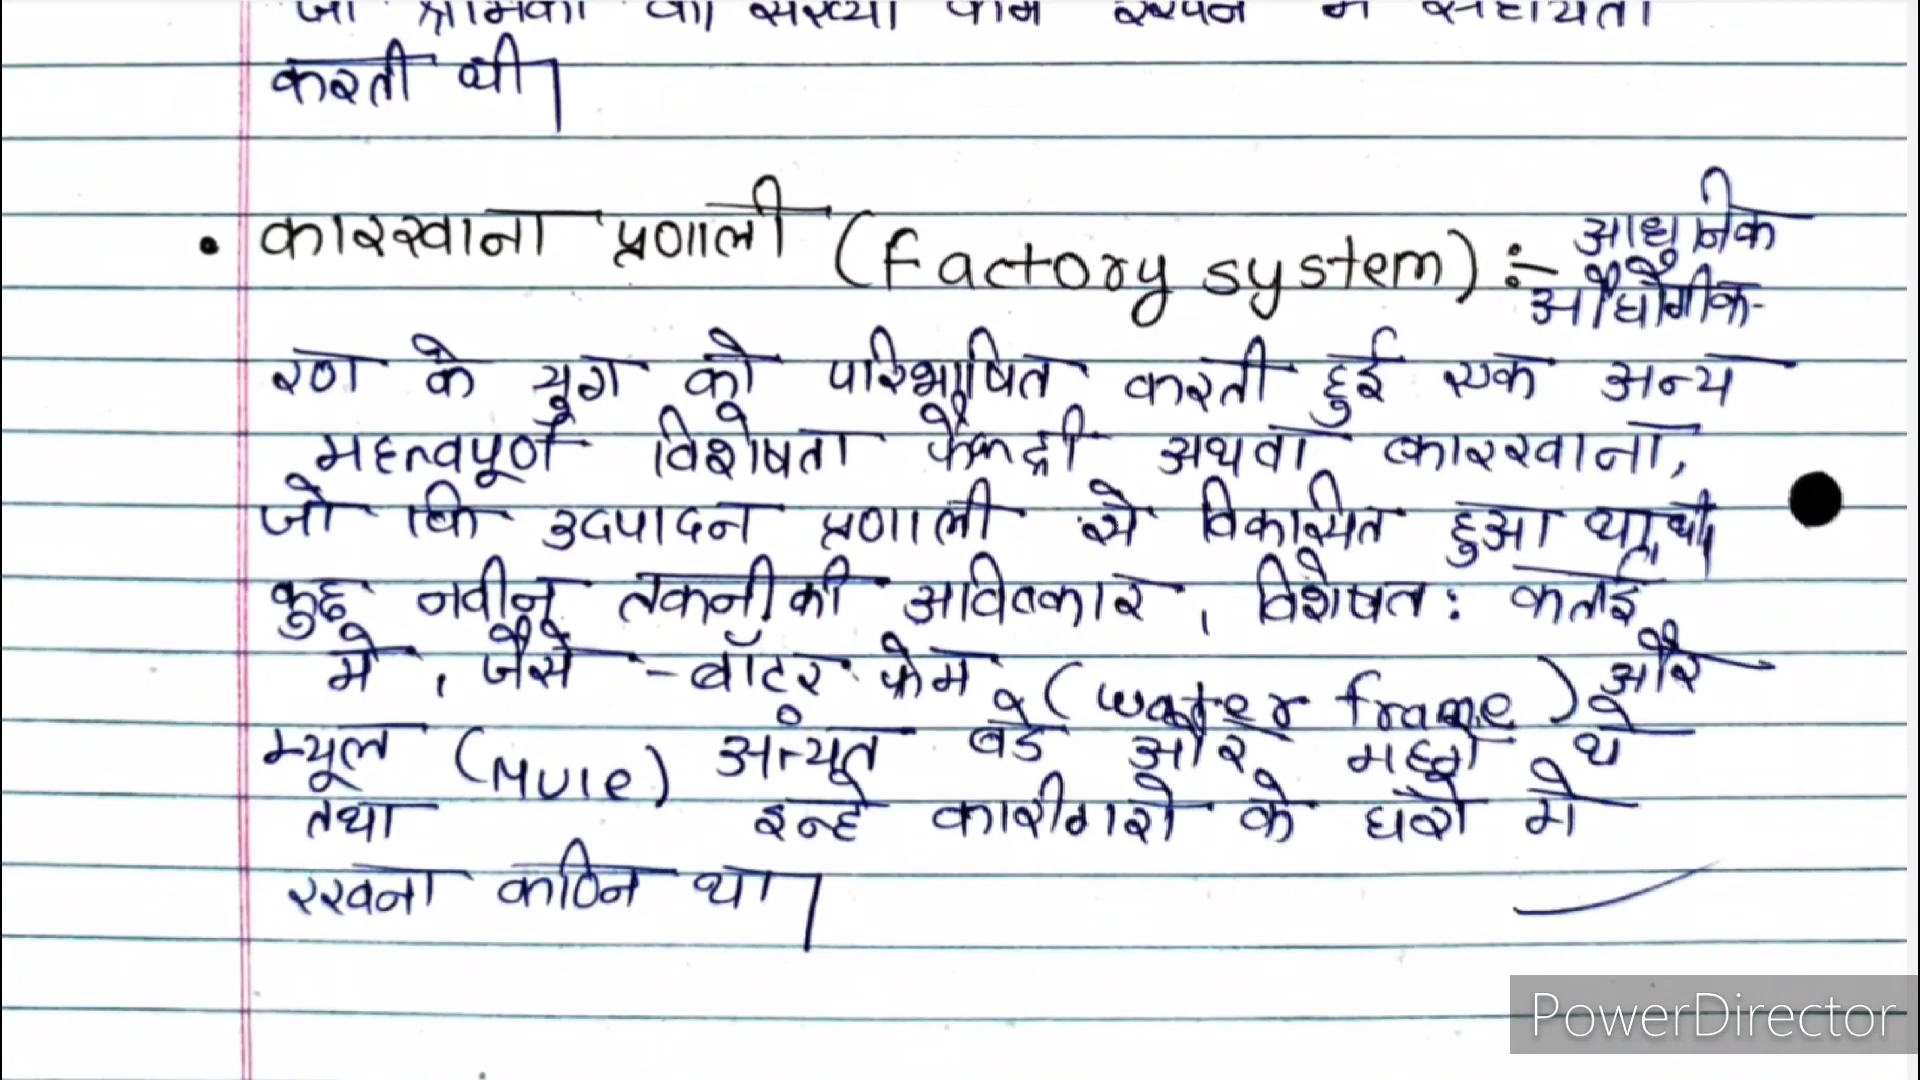 करती थी।
• कारखाना प्रणाली (Factory system) :- आधुनिक
औद्यौगीक-
रण के युग को परिभाषित करती हुई एक अन्य
महत्वपूर्ण विशेषता फैक्ट्री अथवा कारखाना,
जो कि उदपादन प्रणाली से विकसित हुआ था, थी।
कुछ नवीन तकनीकी आविष्कार, विशेषतः कताई
मे, जैसे - वॉटर फ्रेम (water frame) और
म्यूल (Mule) अंत्यत बडे और महंगे थे
तथा इन्हे कारीगरो के घरो मे
रखना कठिन था।
PowerDirector